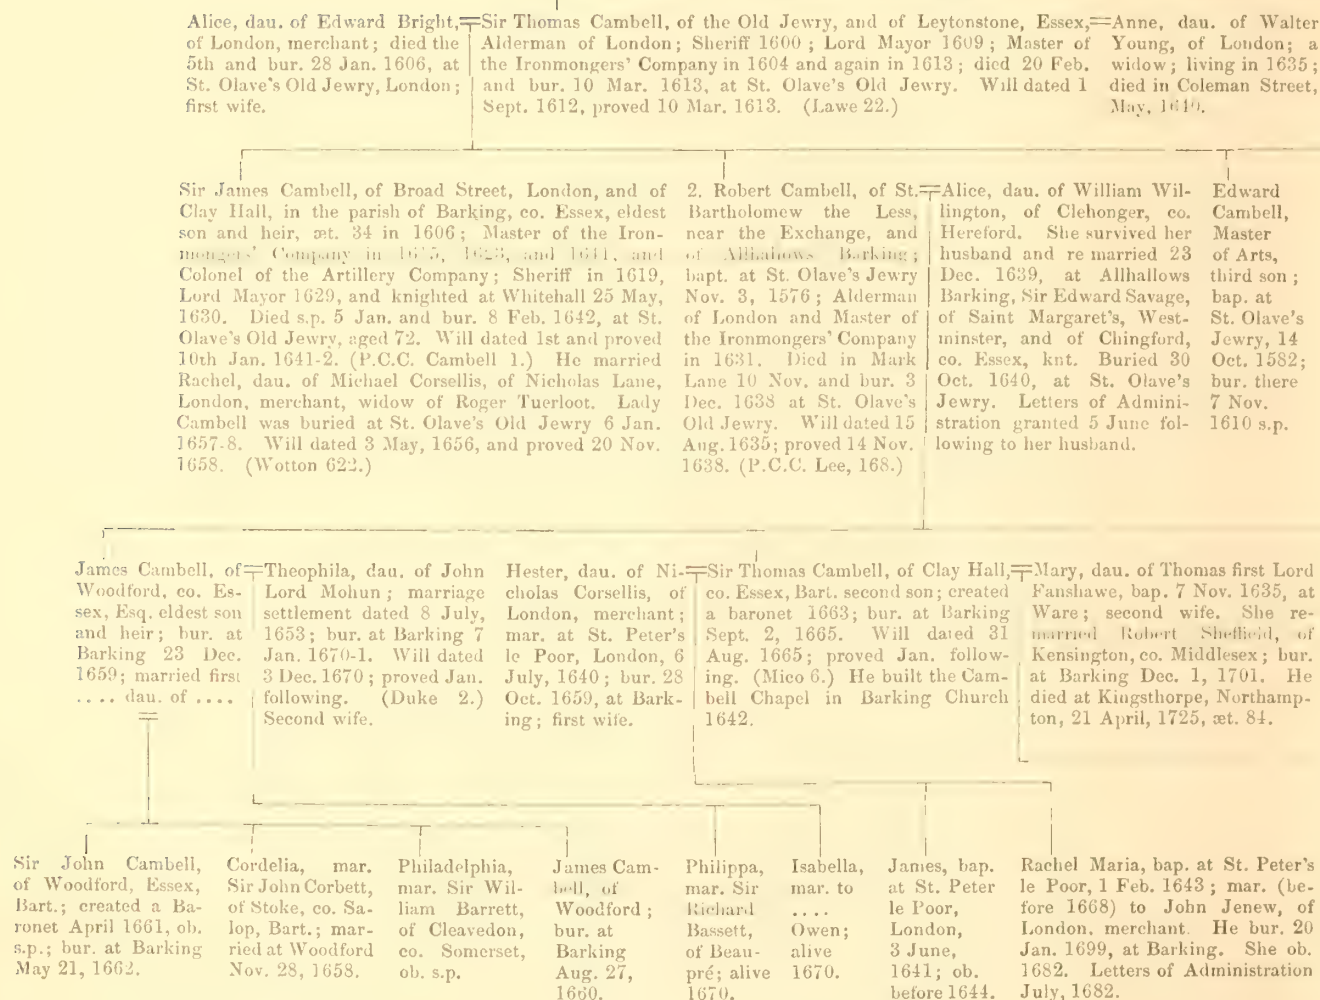 Alice, dau. of Edward Bright,
of London, merchant; died the
5th and bur. 28 Jan. 1606, at
St. Olave's Old Jewry, London;
first wife.
Sir Thomas Cambell, of the Old Jewry, and of Leytonstone, Essex,
Alderman of London; Sheriff 1600; Lord Mayor 1609; Master of
the Ironmongers' Company in 1604 and again in 1613; died 20 Feb.
and bur. 10 Mar. 1613, at St. Olave's Old Jewry. Will dated 1
Sept. 1612, proved 10 Mar. 1613. (Lawe 22.)
Anne, dau. of Walter
Young, of London; a
widow; living in 1635;
died in Coleman Street,
May,
Sir James Cambell, of Broad Street, London, and of
Clay Hall, in the parish of Barking, co. Essex, eldest
son and heir, æt. 34 in 1606; Master of the Iron-
mongers' Company in and 1641, and
Colonel of the Artillery Company; Sheriff in 1619,
Lord Mayor 1629, and knighted at Whitehall 25 May,
1630. Died s.p. 5 Jan. and bur. 8 Feb. 1642, at St.
Olave's Old Jewry, aged 72. Will dated 1st and proved
10th Jan. 1641-2. (P.C.C. Cambell 1.) He married
Rachel, dau. of Michael Corsellis, of Nicholas Lane,
London, merchant, widow of Roger Tuerloot. Lady
Cambell was buried at St. Olave's Old Jewry 6 Jan.
1657-8. Will dated 3 May, 1656, and proved 20 Nov.
1658. (Wotton 622.)
2. Robert Cambell, of St.
Bartholomew the Less,
near the Exchange, and
of Allhallows Barking;
bapt. at St. Olave's Jewry
Nov. 3, 1576; Alderman
of London and Master of
the Ironmongers' Company
in 1631. Died in Mark
Lane 10 Nov. and bur. 3
Dec. 1638 at St. Olave's
Old Jewry. Will dated 15
Aug. 1635; proved 14 Nov.
1638. (P.C.C. Lee, 168.)
Alice, dau. of William Wil-
lington, of Clehonger, co.
Hereford. She survived her
husband and re married 23
Dec. 1639, at Allhallows
Barking, Sir Edward Savage,
of Saint Margaret's, West-
minster, and of Chingford,
co. Essex, knt. Buried 30
Oct. 1640, at St. Olave's
Jewry. Letters of Admini-
stration granted 5 June fol-
lowing to her husband.
Edward
Cambell,
Master
of Arts,
third son;
bap. at
St. Olave's
Jewry, 14
Oct. 1582;
bur. there
7 Nov.
1610 s.p.
James Cambell, of
Woodford, co. Es-
sex, Esq. eldest son
and heir; bur. at
Barking 23 Dec.
1659; married first
.... dau. of ....
Theophila, dau. of John
Lord Mohun; marriage
settlement dated 8 July,
1653; bur. at Barking 7
Jan. 1670-1. Will dated
3 Dec. 1670; proved Jan.
following. (Duke 2.)
Second wife.
Hester, dau. of Ni-
cholas Corsellis, of
London, merchant;
mar. at St. Peter's
le Poor, London, 6
July, 1640; bur. 28
Oct. 1659, at Bark-
ing; first wife.
Sir Thomas Cambell, of Clay Hall,
co. Essex, Bart. second son; created
a baronet 1663; bur. at Barking
Sept. 2, 1665. Will dated 31
Aug. 1665; proved Jan. follow-
ing. (Mico 6.) He built the Cam-
bell Chapel in Barking Church
1642.
Mary, dau. of Thomas first Lord
Fanshawe, bap. 7 Nov. 1635, at
Ware; second wife. She re-
married Robert Sheffield, of
Kensington, co. Middlesex; bur.
at Barking Dec. 1, 1701. He
died at Kingsthorpe, Northamp-
ton, 21 April, 1725, æt. 84.
Sir John Cambell,
of Woodford, Essex,
Bart.; created a Ba-
ronet April 1661, ob.
s.p.; bur. at Barking
May 21, 1662.
Cordelia, mar.
Sir John Corbett,
of Stoke, co. Sa-
lop, Bart.; mar-
ried at Woodford
Nov. 28, 1658.
Philadelphia,
mar. Sir Wil-
liam Barrett,
of Cleavedon,
co. Somerset,
ob. s.p.
James Cam-
bell, of
Woodford;
bur. at
Barking
Aug. 27,
1660.
Philippa,
mar. Sir
Richard
Bassett,
of Beau-
pré; alive
1670.
Isabella,
mar. to
....
Owen;
alive
1670.
James, bap.
at St. Peter
le Poor,
London,
3 June,
1641; ob.
before 1644.
Rachel Maria, bap. at St. Peter's
le Poor, 1 Feb. 1643; mar. (be-
fore 1668) to John Jenew, of
London, merchant. He bur. 20
Jan. 1699, at Barking. She ob.
1682. Letters of Administration
July, 1682.